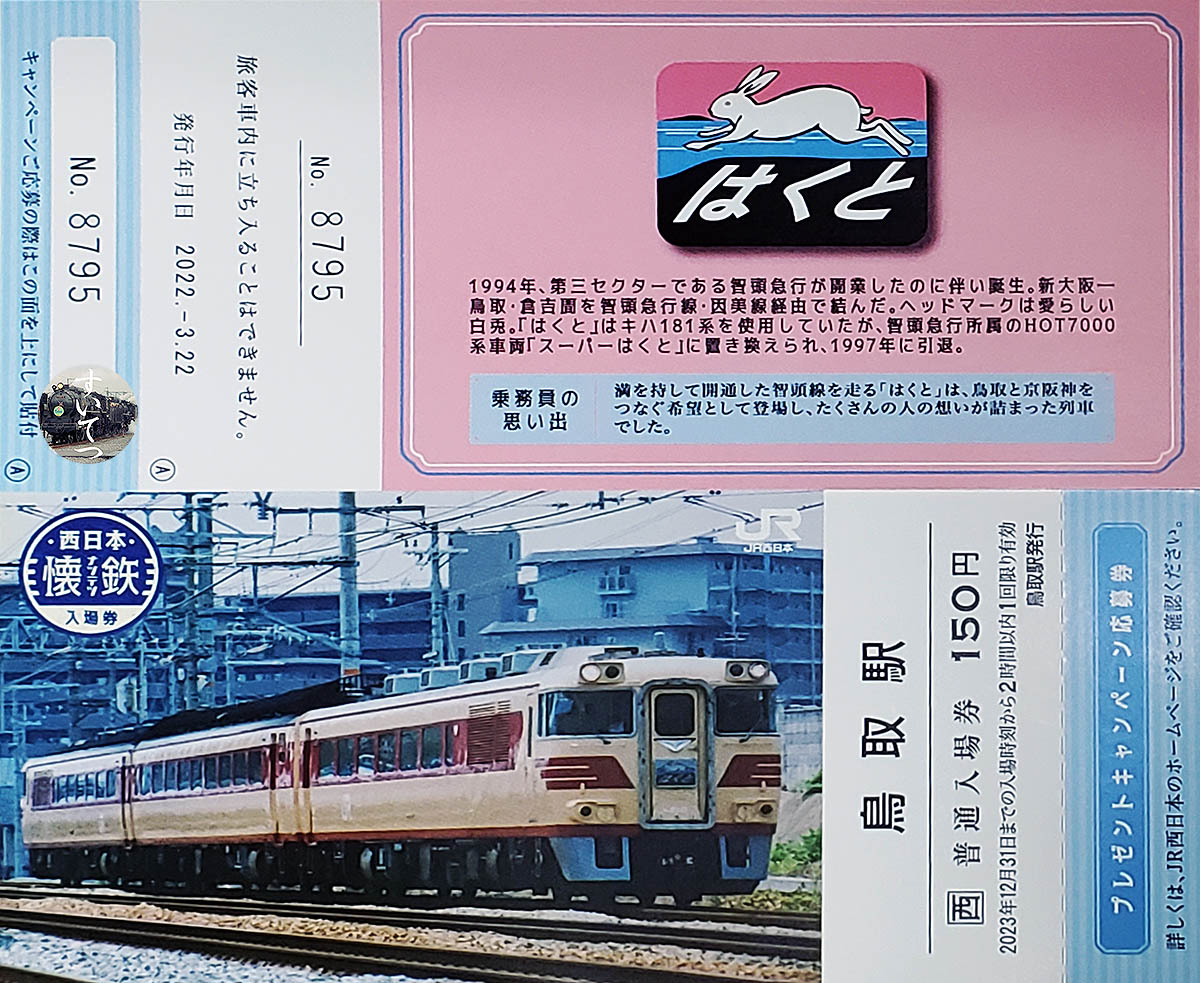 キャンペーンご応募の際はこの面を上にして貼付
No. 8795
Ⓐ
すいてつ
旅客車内に立ち入ることはできません。
発行年月日 2022.-3.22
No. 8795
Ⓐ
はくと
1994年、第三セクターである智頭急行が開業したのに伴い誕生。新大阪―
鳥取・倉吉間を智頭急行線・因美線経由で結んだ。ヘッドマークは愛らしい
白兎。「はくと」はキハ181系を使用していたが、智頭急行所属のHOT7000
系車両「スーパーはくと」に置き換えられ、1997年に引退。
乗務員の
思い出
満を持して開通した智頭線を走る「はくと」は、鳥取と京阪神を
つなぐ希望として登場し、たくさんの人の想いが詰まった列車
でした。
・西日本・
懐鉄
ナツテツ
入場券
JR
JR西日本
鳥取駅
西 普通入場券 150円
2023年12月31日までの入場時刻から2時間以内1回限り有効
鳥取駅発行
プレゼントキャンペーン応募券
詳しくは、JR西日本のホームページをご確認ください。